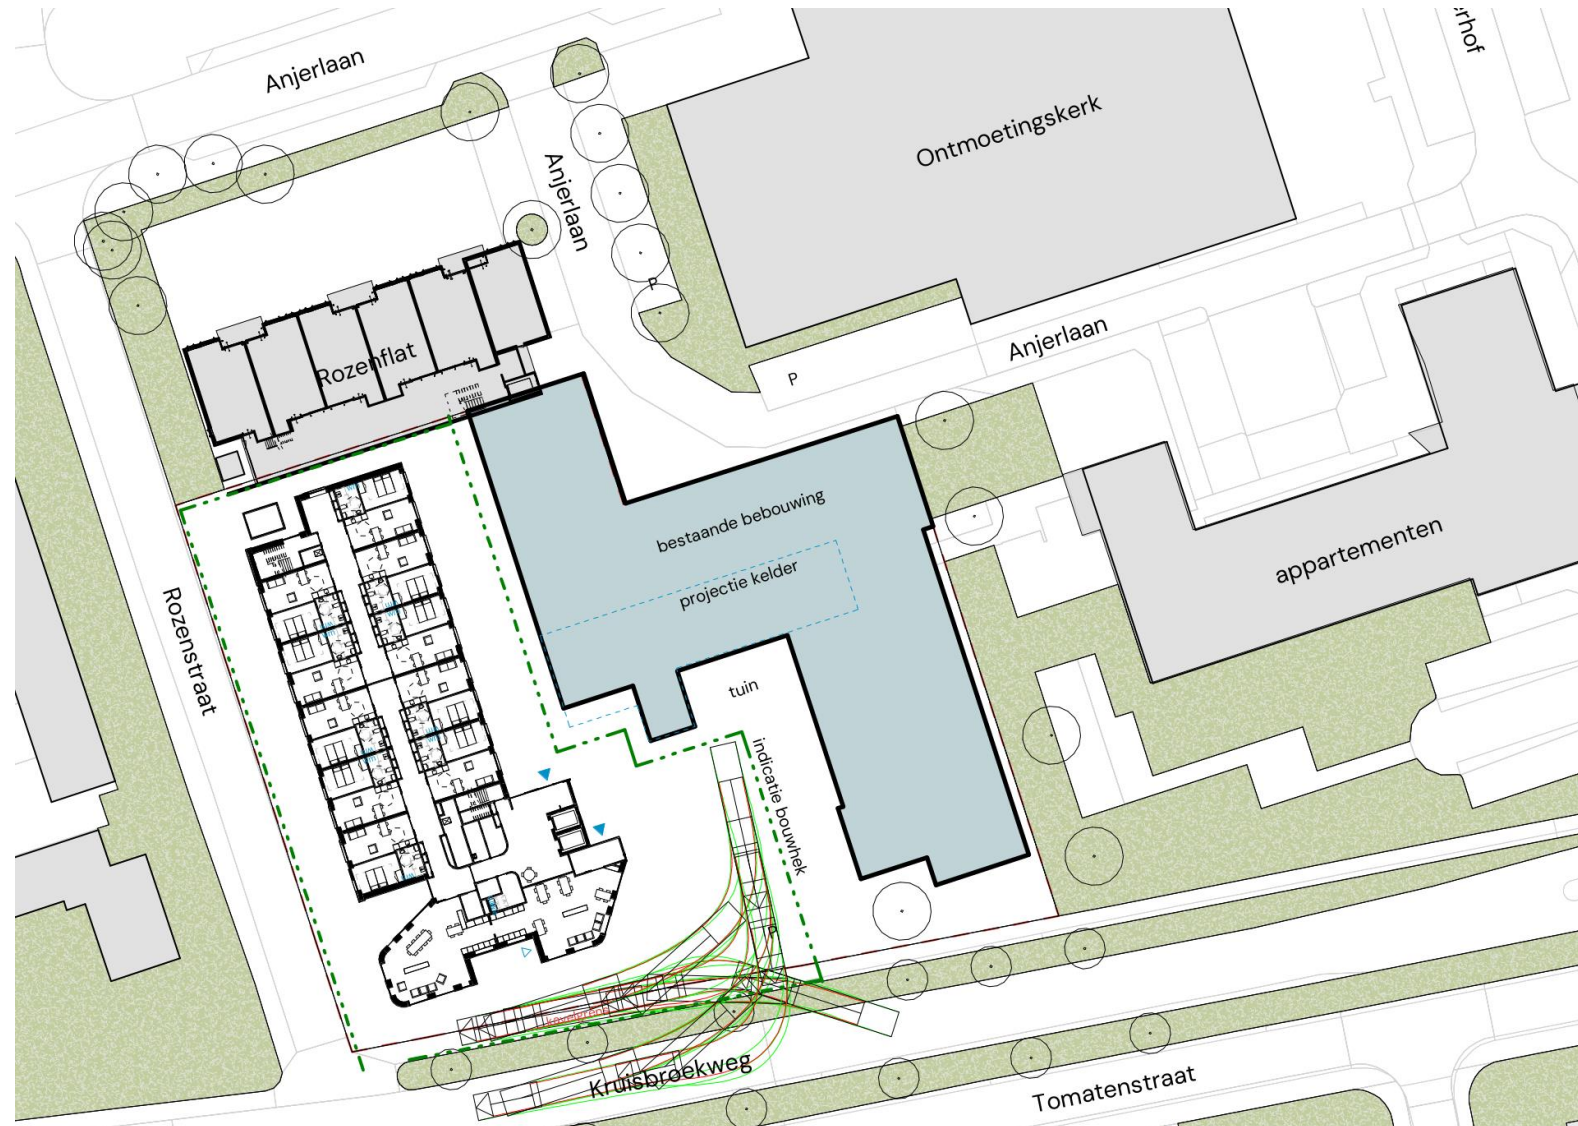 Anjerlaan
erhof
Ontmoetingskerk
Anjerlaan
P
Rozenflat
Anjerlaan
P
bestaande bebouwing
appartementen
projectie kelder
Rozenstraat
tuin
indicatie bouwhek
P
Kruisbroekweg
Tomatenstraat